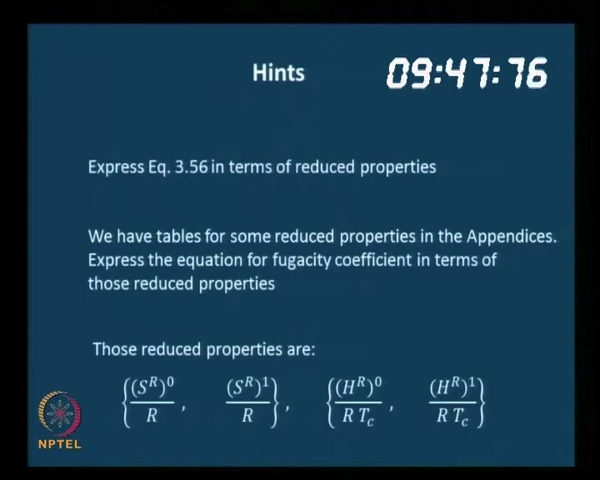 Hints
09:47:76
Express Eq. 3.56 in terms of reduced properties
We have tables for some reduced properties in the Appendices.
Express the equation for fugacity coefficient in terms of
those reduced properties
Those reduced properties are:
{(S^R)^0 / R, (S^R)^1 / R}, {(H^R)^0 / R T_c, (H^R)^1 / R T_c}
NPTEL